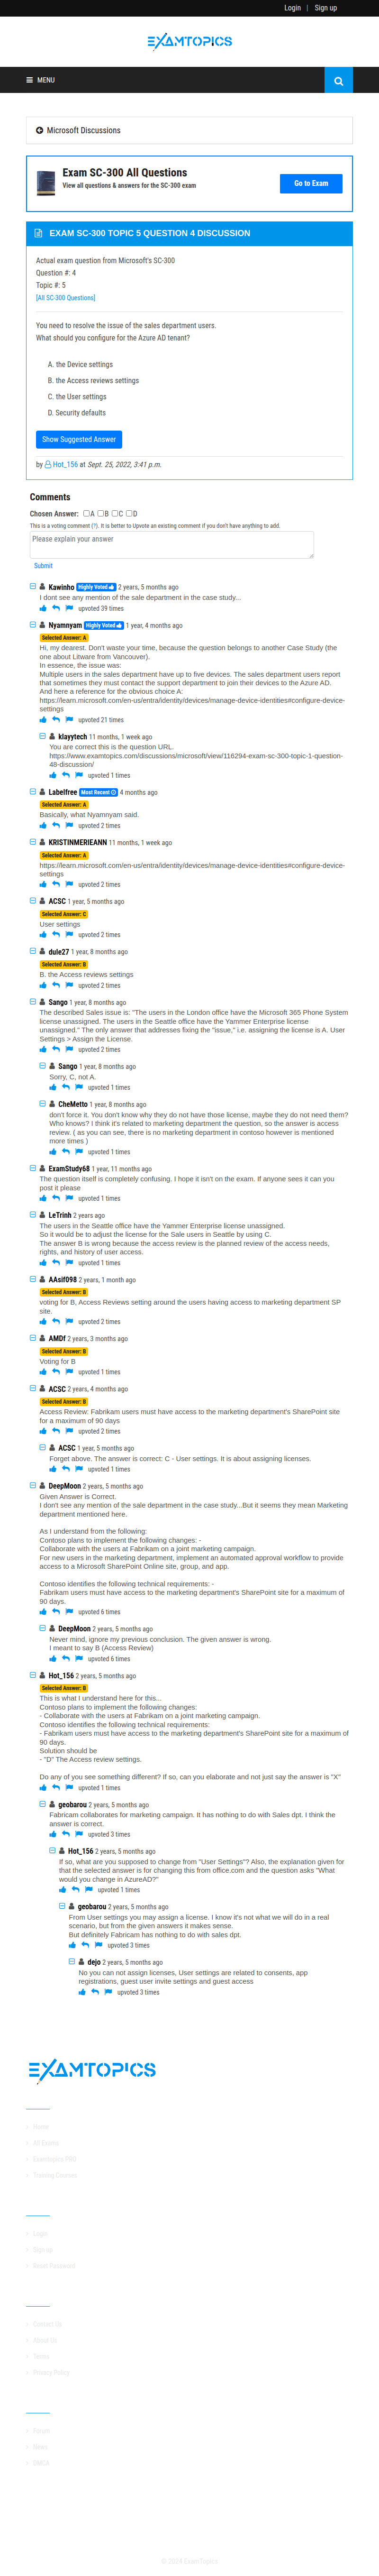 Login | Sign up
EXAMTOPICS
MENU
Microsoft Discussions
Exam SC-300 All Questions
View all questions & answers for the SC-300 exam
Go to Exam
EXAM SC-300 TOPIC 5 QUESTION 4 DISCUSSION
Actual exam question from Microsoft's SC-300
Question #: 4
Topic #: 5
[All SC-300 Questions]
You need to resolve the issue of the sales department users.
What should you configure for the Azure AD tenant?
A. the Device settings
B. the Access reviews settings
C. the User settings
D. Security defaults
Show Suggested Answer
by Hot_156 at Sept. 25, 2022, 3:41 p.m.
Comments
Chosen Answer: A B C D
This is a voting comment (?). It is better to Upvote an existing comment if you don't have anything to add.
Please explain your answer
Submit
Kawinho Highly Voted 2 years, 5 months ago
I dont see any mention of the sale department in the case study...
upvoted 39 times
Nyamnyam Highly Voted 1 year, 4 months ago
Selected Answer: A
Hi, my dearest. Don't waste your time, because the question belongs to another Case Study (the
one about Litware from Vancouver).
In essence, the issue was:
Multiple users in the sales department have up to five devices. The sales department users report
that sometimes they must contact the support department to join their devices to the Azure AD.
And here a reference for the obvious choice A:
https://learn.microsoft.com/en-us/entra/identity/devices/manage-device-identities#configure-device-
settings
upvoted 21 times
klayytech 11 months, 1 week ago
You are correct this is the question URL.
https://www.examtopics.com/discussions/microsoft/view/116294-exam-sc-300-topic-1-question-
48-discussion/
upvoted 1 times
Labelfree Most Recent 4 months ago
Selected Answer: A
Basically, what Nyamnyam said.
upvoted 2 times
KRISTINMERIEANN 11 months, 1 week ago
Selected Answer: A
https://learn.microsoft.com/en-us/entra/identity/devices/manage-device-identities#configure-device-
settings
upvoted 2 times
ACSC 1 year, 5 months ago
Selected Answer: C
User settings
upvoted 2 times
dule27 1 year, 8 months ago
Selected Answer: B
B. the Access reviews settings
upvoted 2 times
Sango 1 year, 8 months ago
The described Sales issue is: "The users in the London office have the Microsoft 365 Phone System
license unassigned. The users in the Seattle office have the Yammer Enterprise license
unassigned." The only answer that addresses fixing the "issue," i.e. assigning the license is A. User
Settings > Assign the License.
upvoted 2 times
Sango 1 year, 8 months ago
Sorry, C, not A.
upvoted 1 times
CheMetto 1 year, 8 months ago
don't force it. You don't know why they do not have those license, maybe they do not need them?
Who knows? I think it's related to marketing department the question, so the answer is access
review. ( as you can see, there is no marketing department in contoso however is mentioned
more times )
upvoted 1 times
ExamStudy68 1 year, 11 months ago
The question itself is completely confusing. I hope it isn't on the exam. If anyone sees it can you
post it please
upvoted 1 times
LeTrinh 2 years ago
The users in the Seattle office have the Yammer Enterprise license unassigned.
So it would be to adjust the license for the Sale users in Seattle by using C.
The answer B is wrong because the access review is the planned review of the access needs,
rights, and history of user access.
upvoted 1 times
AAsif098 2 years, 1 month ago
Selected Answer: B
voting for B, Access Reviews setting around the users having access to marketing department SP
site.
upvoted 2 times
AMDf 2 years, 3 months ago
Selected Answer: B
Voting for B
upvoted 1 times
ACSC 2 years, 4 months ago
Selected Answer: B
Access Review: Fabrikam users must have access to the marketing department's SharePoint site
for a maximum of 90 days
upvoted 2 times
ACSC 1 year, 5 months ago
Forget above. The answer is correct: C - User settings. It is about assigning licenses.
upvoted 1 times
DeepMoon 2 years, 5 months ago
Given Answer is Correct.
I don't see any mention of the sale department in the case study...But it seems they mean Marketing
department mentioned here.
As I understand from the following:
Contoso plans to implement the following changes: -
Collaborate with the users at Fabrikam on a joint marketing campaign.
For new users in the marketing department, implement an automated approval workflow to provide
access to a Microsoft SharePoint Online site, group, and app.
Contoso identifies the following technical requirements: -
Fabrikam users must have access to the marketing department's SharePoint site for a maximum of
90 days.
upvoted 6 times
DeepMoon 2 years, 5 months ago
Never mind, ignore my previous conclusion. The given answer is wrong.
I meant to say B (Access Review)
upvoted 6 times
Hot_156 2 years, 5 months ago
Selected Answer: B
This is what I understand here for this...
Contoso plans to implement the following changes:
- Collaborate with the users at Fabrikam on a joint marketing campaign.
Contoso identifies the following technical requirements:
- Fabrikam users must have access to the marketing department's SharePoint site for a maximum of
90 days.
Solution should be
- "D" The Access review settings.
Do any of you see something different? If so, can you elaborate and not just say the answer is "X"
upvoted 1 times
geobarou 2 years, 5 months ago
Fabricam collaborates for marketing campaign. It has nothing to do with Sales dpt. I think the
answer is correct.
upvoted 3 times
Hot_156 2 years, 5 months ago
If so, what are you supposed to change from "User Settings"? Also, the explanation given for
that the assignment of this from office.com and the question asks "What
would you change in AzureAD?"
upvoted 1 times
geobarou 2 years, 5 months ago
From User settings you may assign a license. I know it's not what we will do in a real
scenario, but from the given answers it makes sense.
But definitely Fabricam has nothing to do with sales dpt.
upvoted 3 times
dejo 2 years, 5 months ago
No you can not assign licenses, User settings are related to consents, app
registrations, guest user invite settings and guest access
upvoted 3 times
EXAMTOPICS
Home
All Exams
Examtopics PRO
Training Courses
Login
Sign up
Reset Password
Contact Us
About Us
Terms
Privacy Policy
Forum
News
DMCA
© 2024 ExamTopics